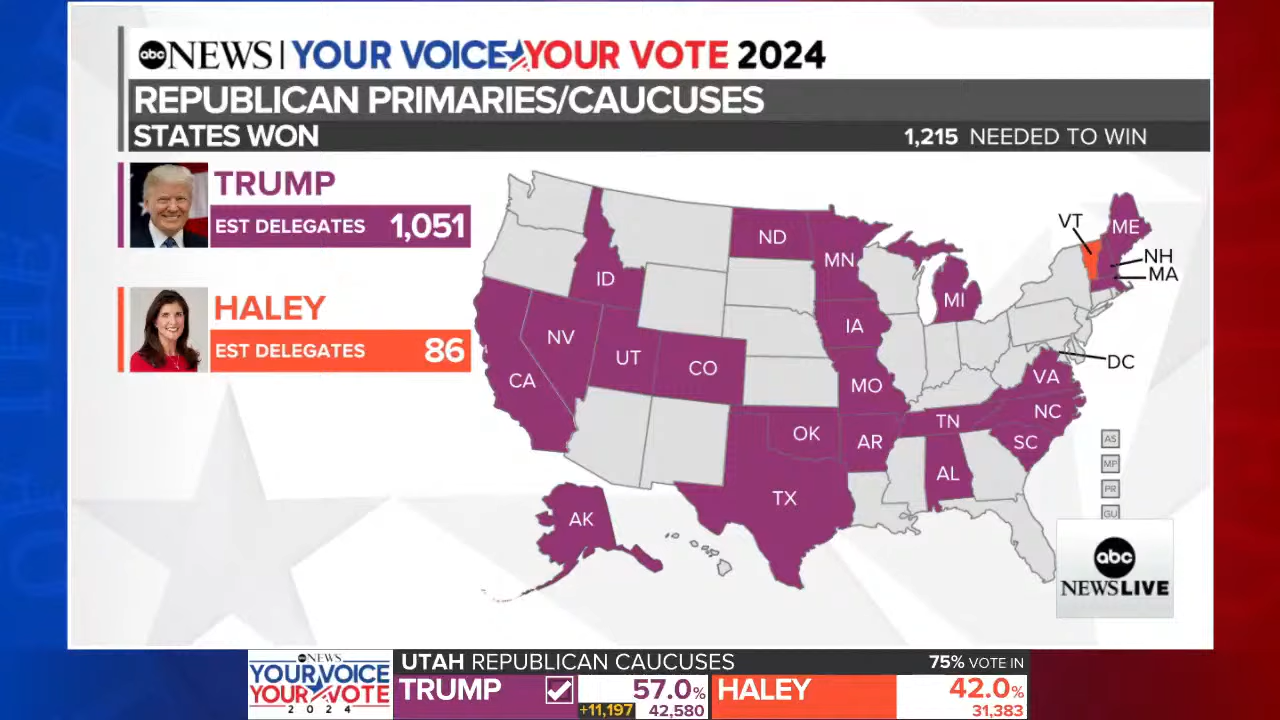 abc NEWS | YOUR VOICE YOUR VOTE 2024
REPUBLICAN PRIMARIES/CAUCUSES
STATES WON
1,215 NEEDED TO WIN
TRUMP
EST DELEGATES 1,051
HALEY
EST DELEGATES 86
ND
MN
ID
MI
VT
ME
NH
MA
NV
UT
CO
IA
CA
MO
DC
VA
OK
AR
TN
NC
SC
AL
TX
AK
AS
MP
PR
GU
abc
NEWS LIVE
abc NEWS
YOUR VOICE
YOUR VOTE
2024
UTAH REPUBLICAN CAUCUSES
75% VOTE IN
TRUMP
57.0%
+11,197
42,580
HALEY
42.0%
31,383